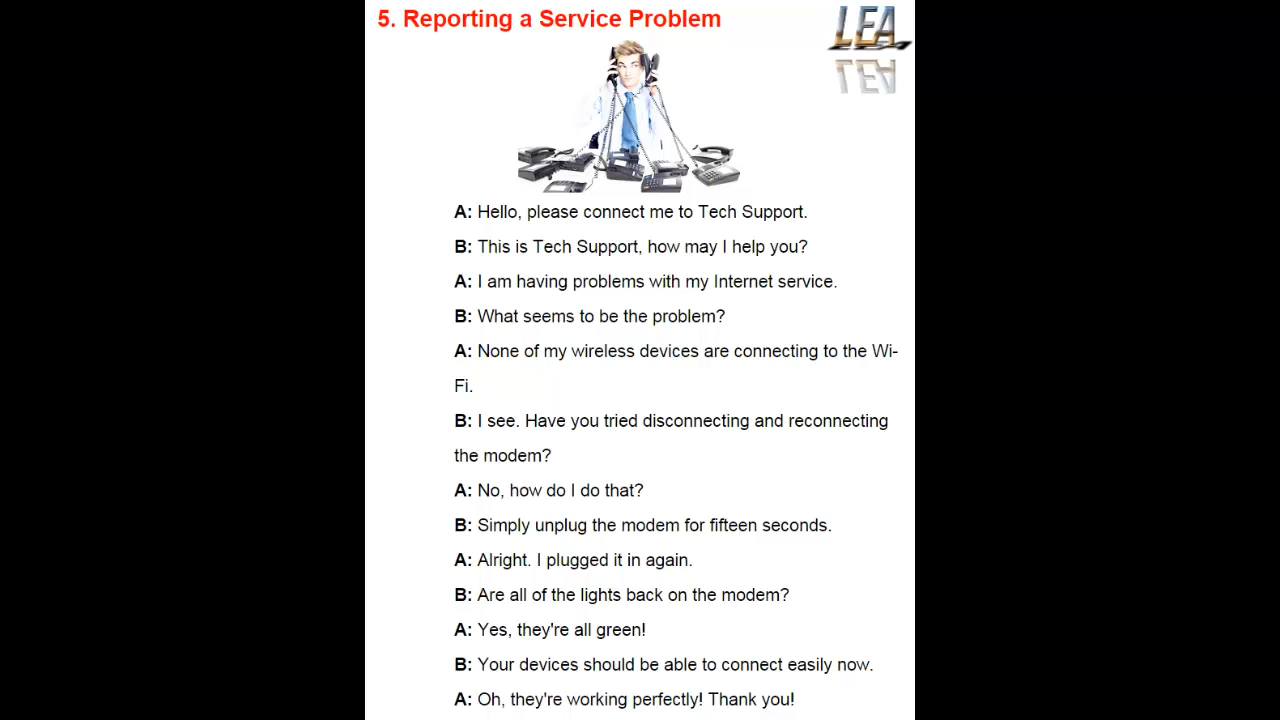 5. Reporting a Service Problem
LEA
A: Hello, please connect me to Tech Support.
B: This is Tech Support, how may I help you?
A: I am having problems with my Internet service.
B: What seems to be the problem?
A: None of my wireless devices are connecting to the Wi-
Fi.
B: I see. Have you tried disconnecting and reconnecting
the modem?
A: No, how do I do that?
B: Simply unplug the modem for fifteen seconds.
A: Alright. I plugged it in again.
B: Are all of the lights back on the modem?
A: Yes, they're all green!
B: Your devices should be able to connect easily now.
A: Oh, they're working perfectly! Thank you!